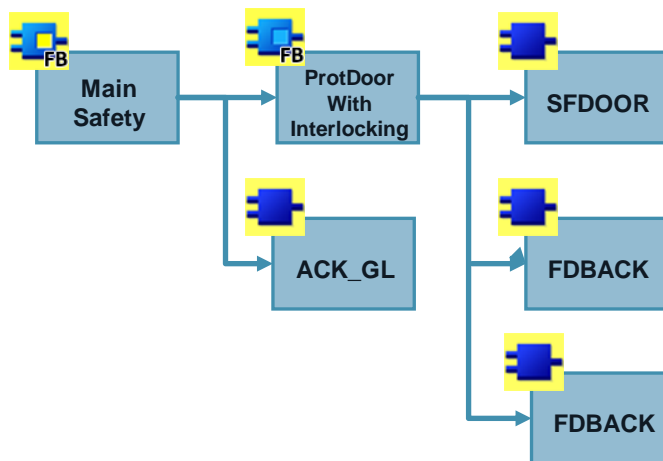 FB
Main
Safety
FB
ProtDoor
With
Interlocking
SFDOOR
ACK_GL
FDBACK
FDBACK